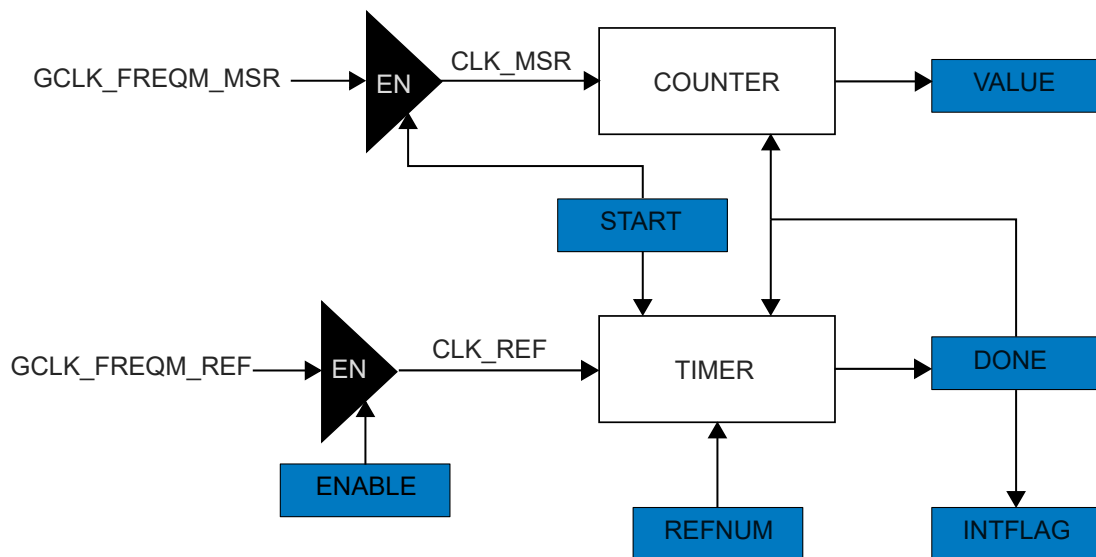 CLK_MSR
GCLK_FREQM_MSR
EN
COUNTER
VALUE
START
CLK_REF
GCLK_FREQM_REF
EN
TIMER
DONE
ENABLE
REFNUM
INTFLAG